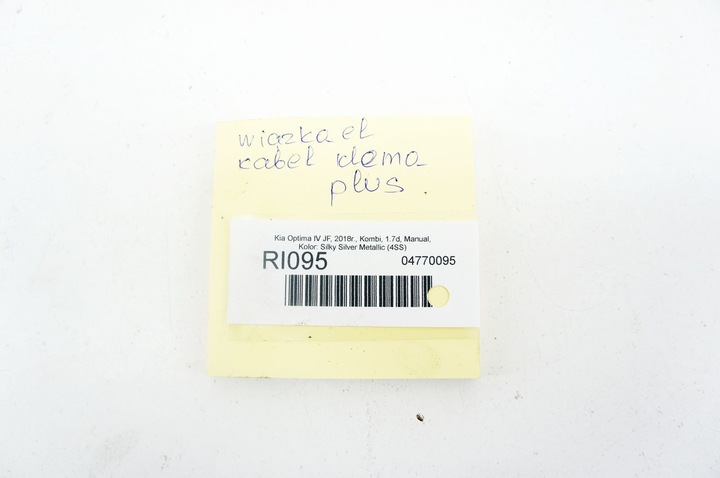 wiązka el
kabel klema
plus.
Kia Optima IV JF, 2018r., Kombi, 1.7d, Manual,
Kolor: Silky Silver Metallic (4SS)
RI095 04770095